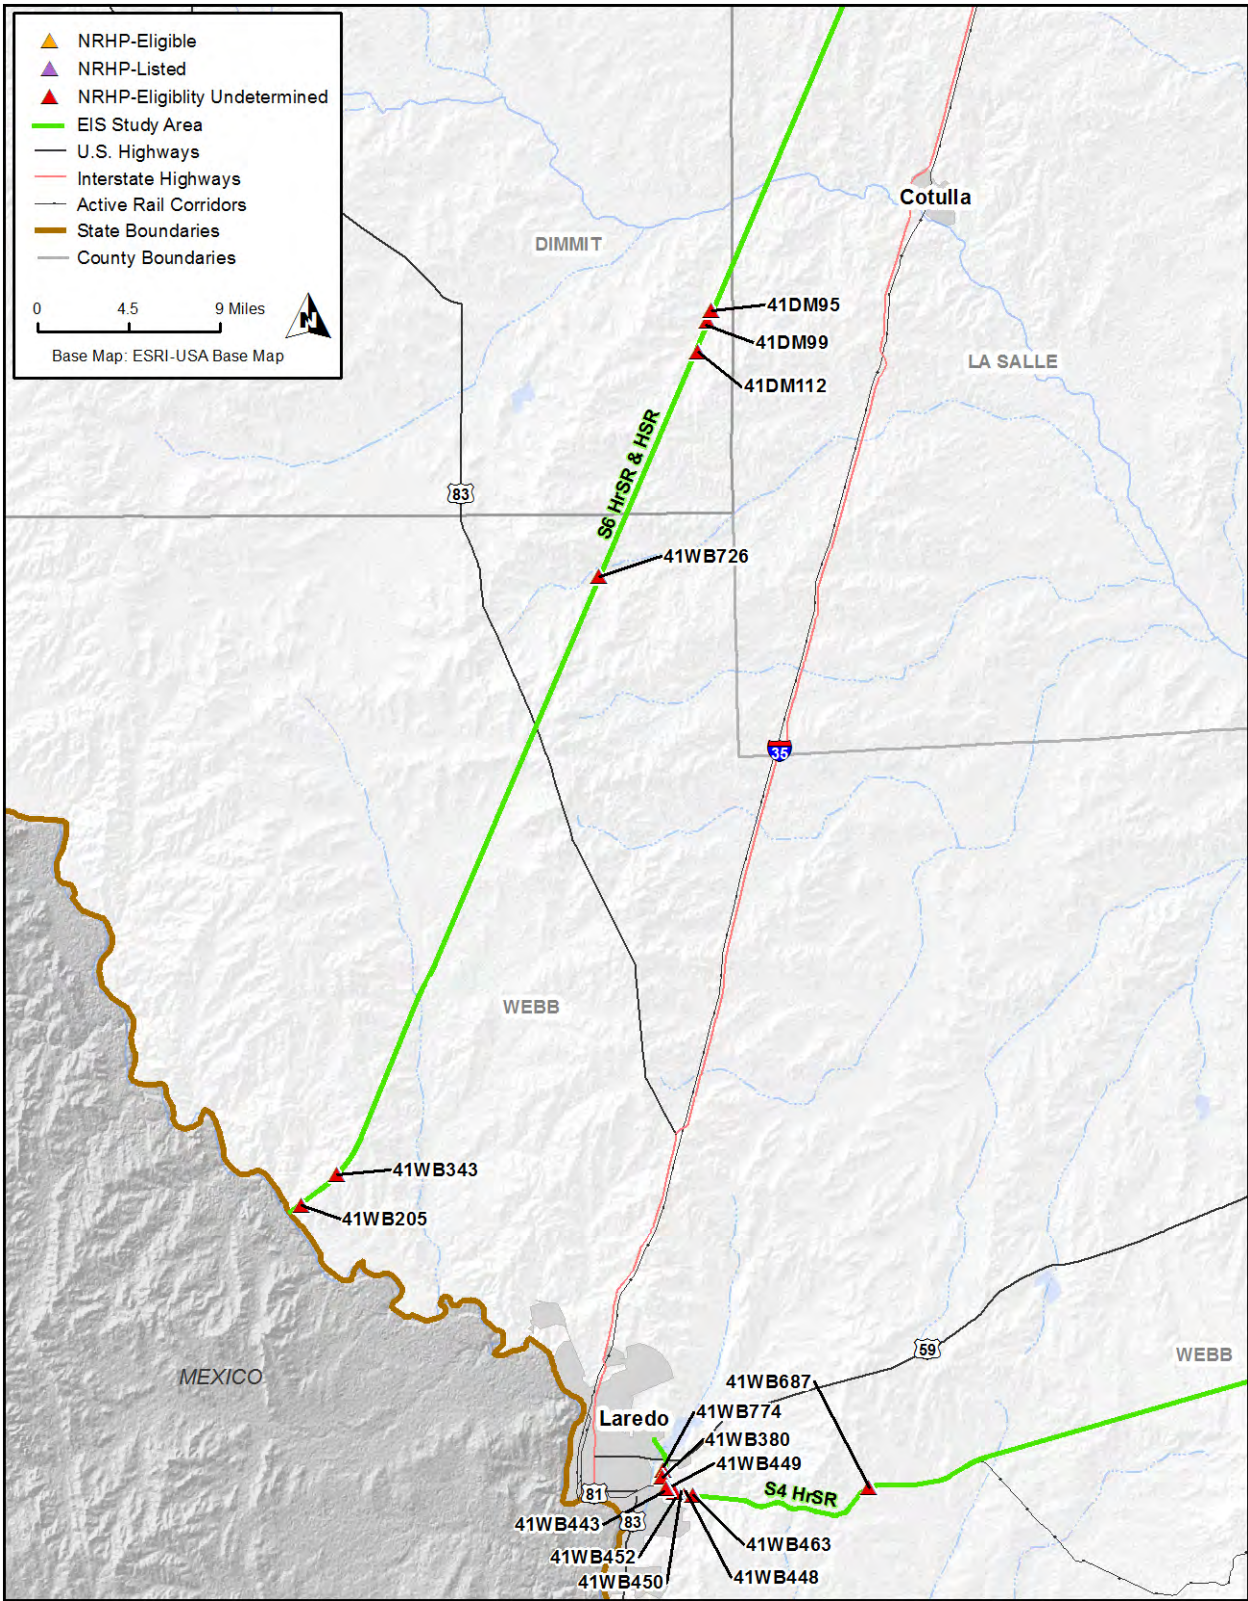 NRHP-Eligible
NRHP-Listed
NRHP-Eligiblity Undetermined
EIS Study Area
U.S. Highways
Interstate Highways
Active Rail Corridors
State Boundaries
County Boundaries
0 4.5 9 Miles
N
Base Map: ESRI-USA Base Map
Cotulla
DIMMIT
41DM95
41DM99
LA SALLE
41DM112
S6 HrSR & HSR
83
41WB726
35
WEBB
41WB343
41WB205
59
WEBB
MEXICO
41WB687
41WB774
Laredo
41WB380
41WB449
81
S4 HrSR
41WB443
83
41WB463
41WB452
41WB448
41WB450